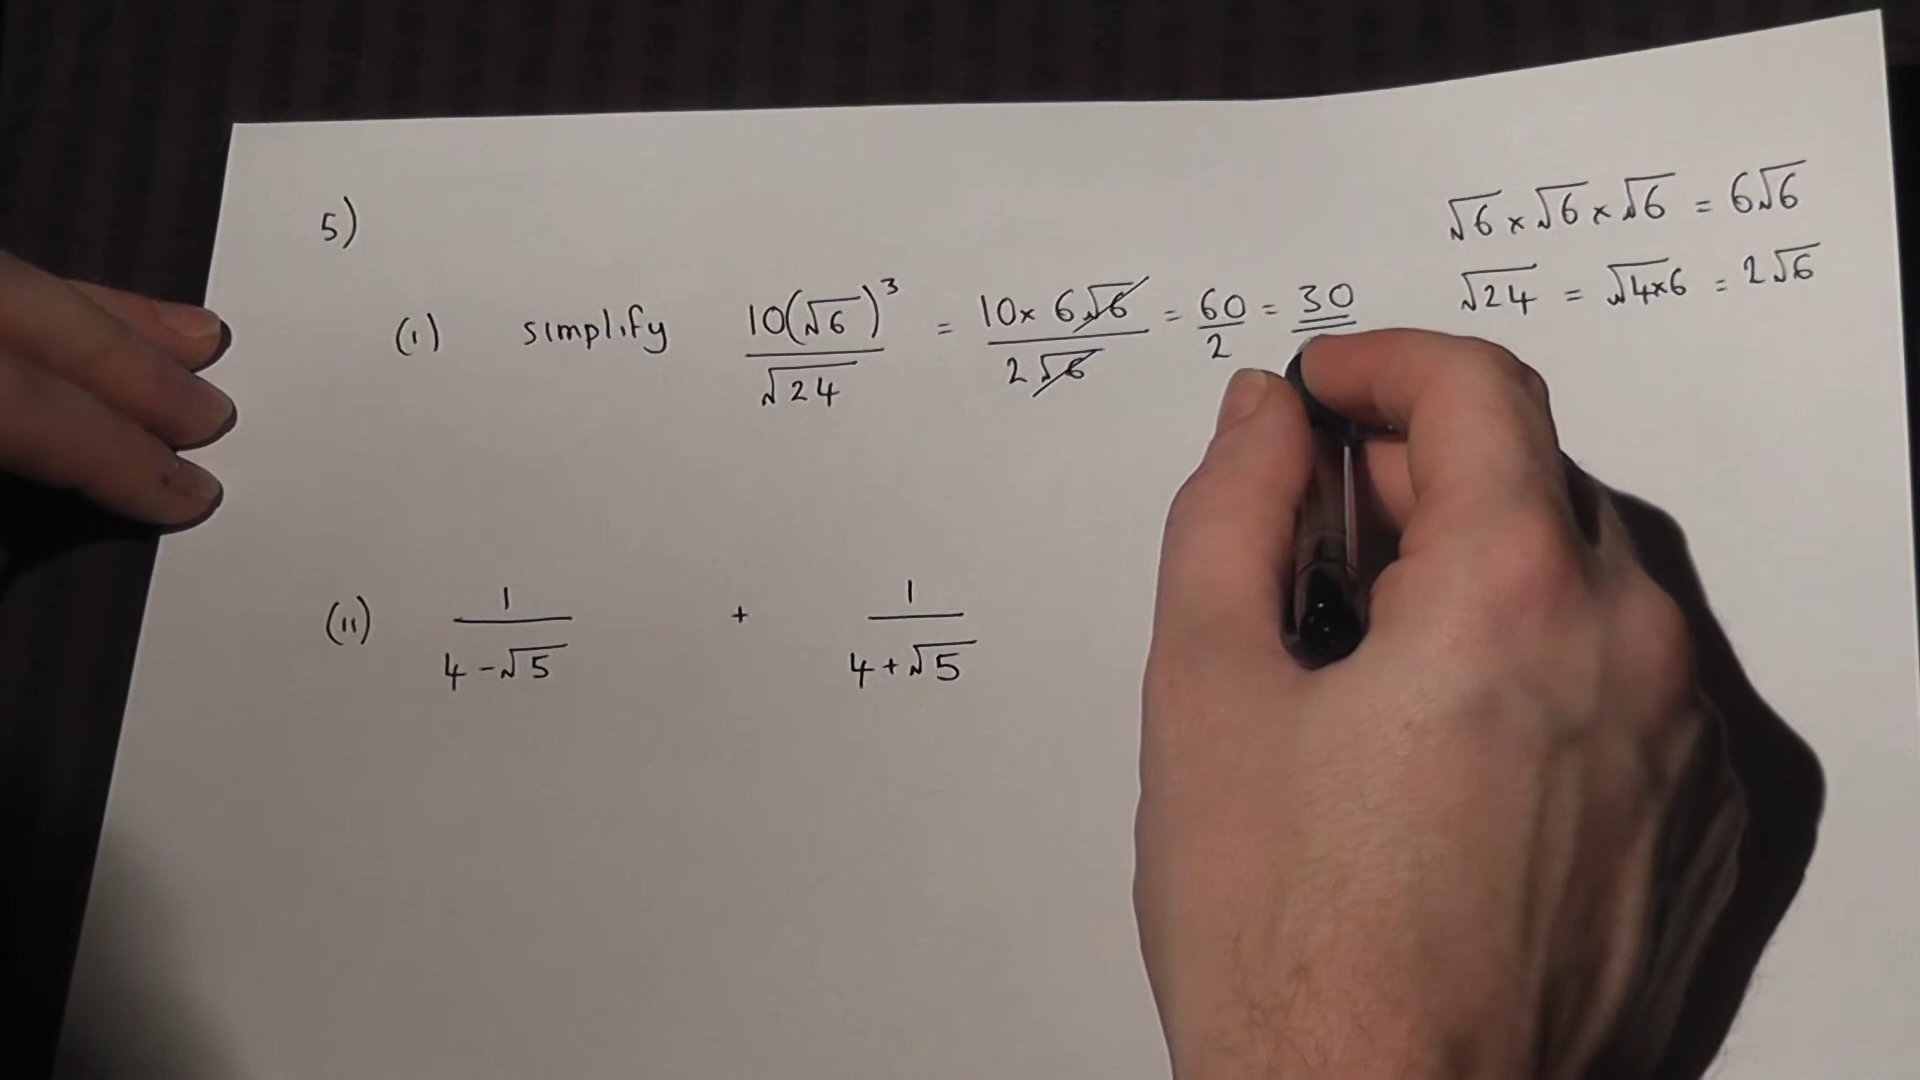 5)
√6 × √6 × √6 = 6√6
√24 = √4×6 = 2√6
(i) simplify 10(√6)³/√24 = 10× 6√6/2√6 = 60/2 = 30
(ii) 1/4-√5 + 1/4+√5